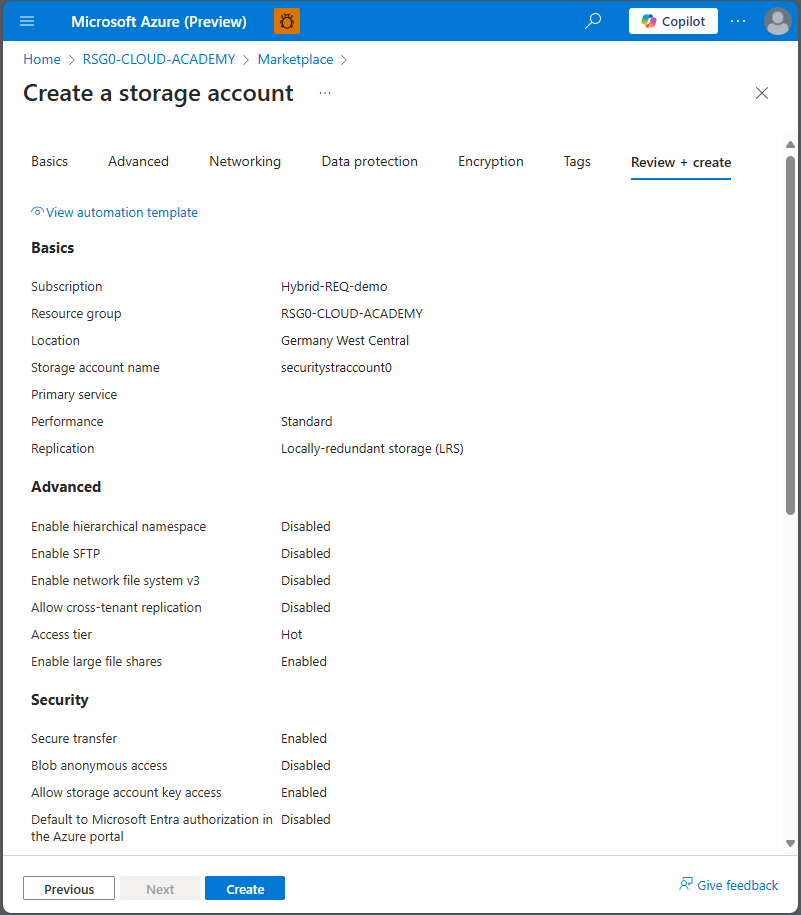 Microsoft Azure (Preview)
Copilot
Home > RSG0-CLOUD-ACADEMY > Marketplace >
Create a storage account ...
Basics Advanced Networking Data protection Encryption Tags Review + create
View automation template
Basics
Subscription Hybrid-REQ-demo
Resource group RSG0-CLOUD-ACADEMY
Location Germany West Central
Storage account name securitystraccount0
Primary service
Performance Standard
Replication Locally-redundant storage (LRS)
Advanced
Enable hierarchical namespace Disabled
Enable SFTP Disabled
Enable network file system v3 Disabled
Allow cross-tenant replication Disabled
Access tier Hot
Enable large file shares Enabled
Security
Secure transfer Enabled
Blob anonymous access Disabled
Allow storage account key access Enabled
Default to Microsoft Entra authorization in Disabled
the Azure portal
Previous Next Create Give feedback